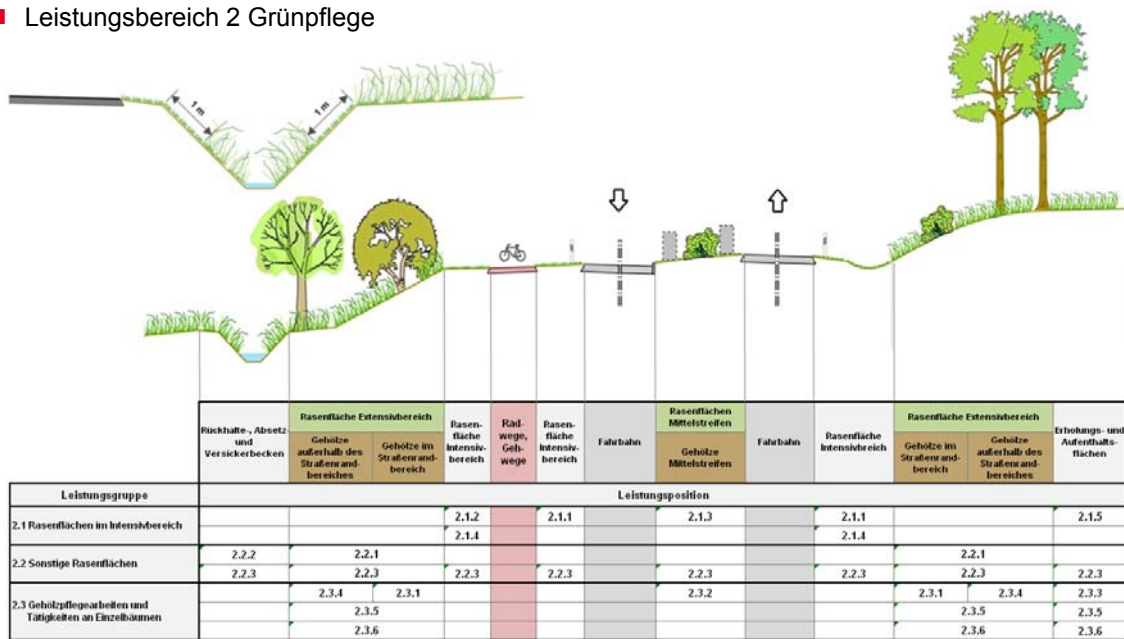 Leistungsbereich 2 Grünpflege
1 m 1 m
Rückhalte-, Absetz-
und
Versickerbecken
Rasenfläche Extensivbereich
Gehölze
außerhalb des
Straßenrand-
bereiches
Gehölze im
Straßenrand-
bereich
Rasen-
fläche
Intensiv-
bereich
Rad-
wege,
Geh-
wege
Rasen-
fläche
Intensiv-
bereich
Fahrbahn
Rasenflächen
Mittelstreifen
Gehölze
Mittelstreifen
Fahrbahn
Rasenfläche
Intensivbreich
Rasenfläche Extensivbereich
Gehölze im
Straßenrand-
bereich
Gehölze
außerhalb des
Straßenrand-
bereiches
Erholungs- und
Aufenthalts-
flächen
Leistungsgruppe Leistungsposition
2.1 Rasenflächen im Intensivbereich
2.1.2 2.1.1 2.1.3 2.1.1 2.1.5
2.1.4 2.1.4
2.2 Sonstige Rasenflächen
2.2.2 2.2.1 2.2.1
2.2.3 2.2.3 2.2.3 2.2.3 2.2.3 2.2.3 2.2.3 2.2.3
2.3 Gehölzpflegearbeiten und
Tätigkeiten an Einzelbäumen
2.3.4 2.3.1 2.3.2 2.3.1 2.3.4 2.3.3
2.3.5 2.3.5 2.3.5
2.3.6 2.3.6 2.3.6